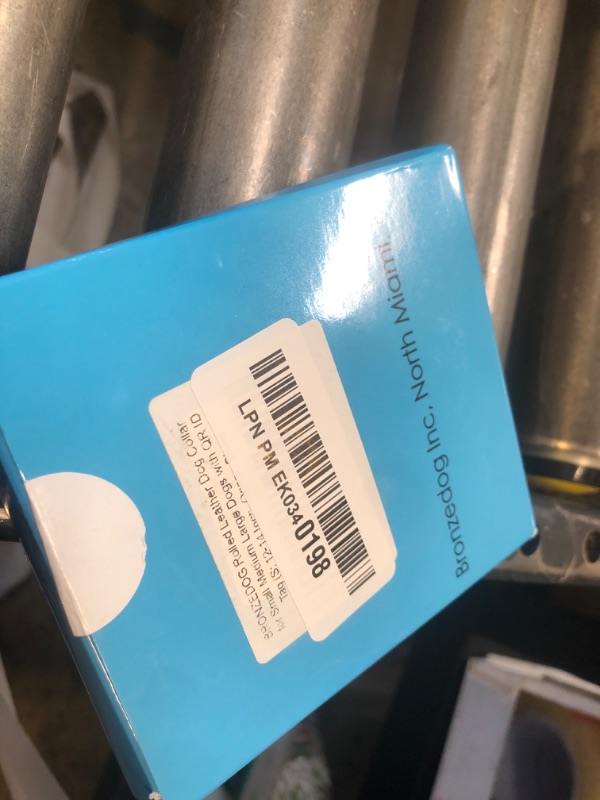 Bronzedog Inc, North Miami,
LPN PM EK0340198
BRONZEDOG Rolled Leather Dog Collar
for Small Medium Large Dogs with QR ID
Tag (S: 12-14 Inch,